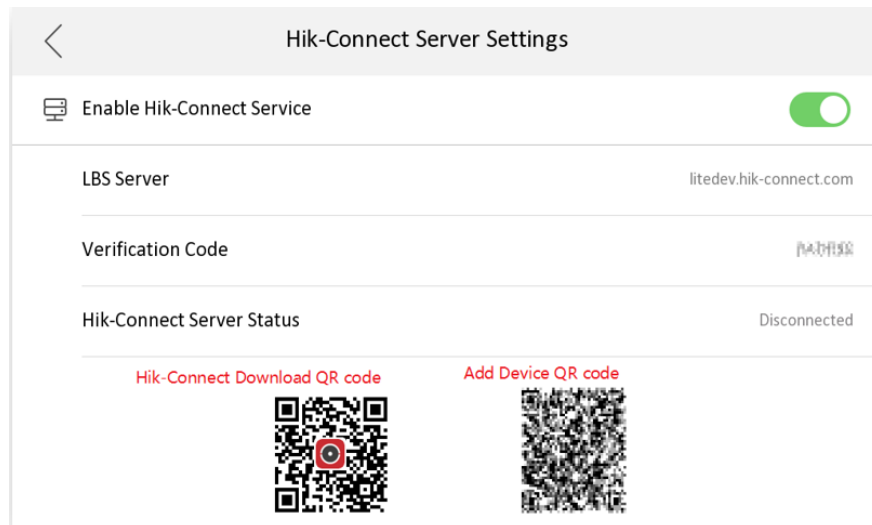 Hik-Connect Server Settings
Enable Hik-Connect Service
LBS Server litedev.hik-connect.com
Verification Code
Hik-Connect Server Status Disconnected
Hik-Connect Download QR code Add Device QR code